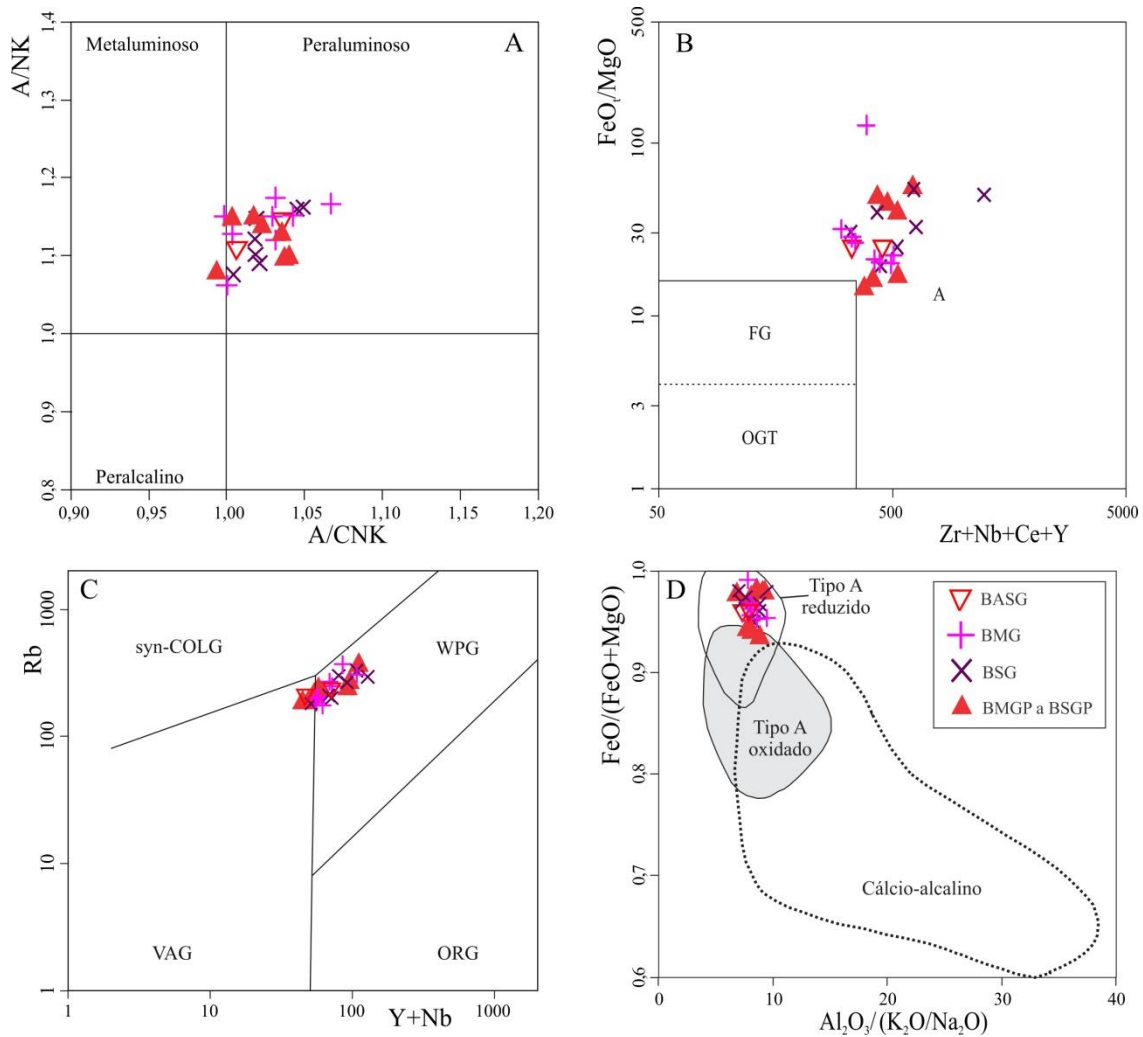 A
Metaluminoso
Peraluminoso
Peralcalino
A/NK
1,4
1,3
1,2
1,1
1,0
0,9
0,8
0,90
0,95
1,00
1,05
1,10
1,15
1,20
A/CNK
B
FeOt/MgO
500
100
30
10
3
1
FG
OGT
A
50
500
5000
Zr+Nb+Ce+Y
C
Rb
1000
100
10
1
syn-COLG
WPG
VAG
ORG
1
10
100
1000
Y+Nb
D
FeO/(FeO+MgO)
1,0
0,9
0,8
0,7
0,6
Tipo A
reduzido
Tipo A
oxidado
Cálcio-alcalino
BASG
BMG
BSG
BMGP a BSGP
0
10
20
30
40
Al₂O₃/(K₂O/Na₂O)